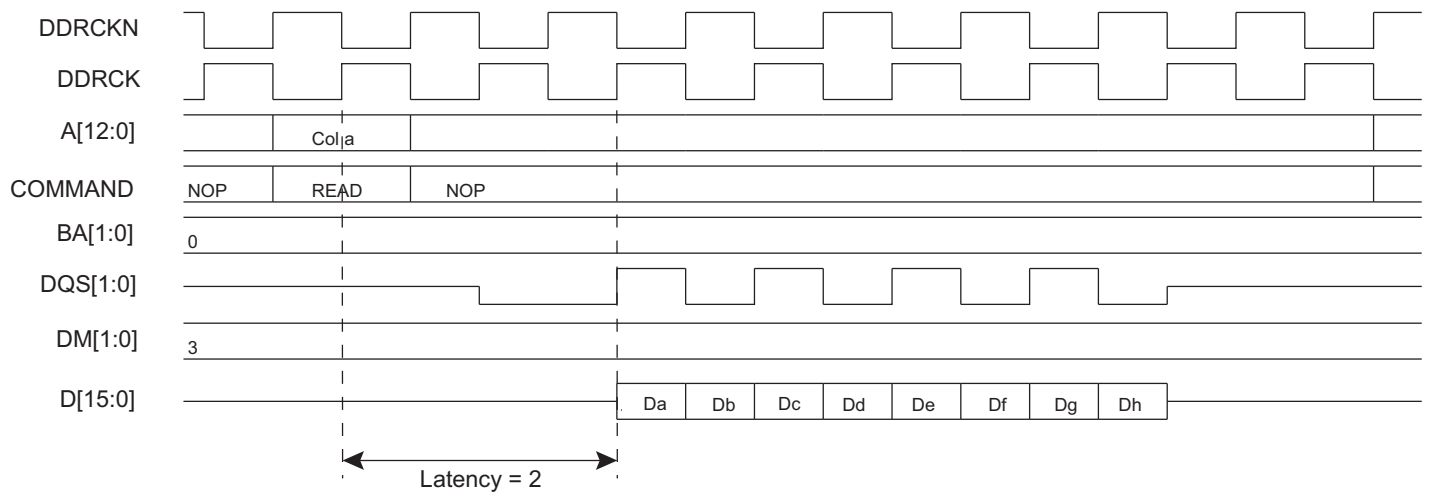 DDRCKN
DDRCK
A[12:0]
Col a
COMMAND
NOP READ NOP
BA[1:0]
0
DQS[1:0]
DM[1:0]
3
D[15:0]
Da Db Dc Dd De Df Dg Dh
Latency = 2